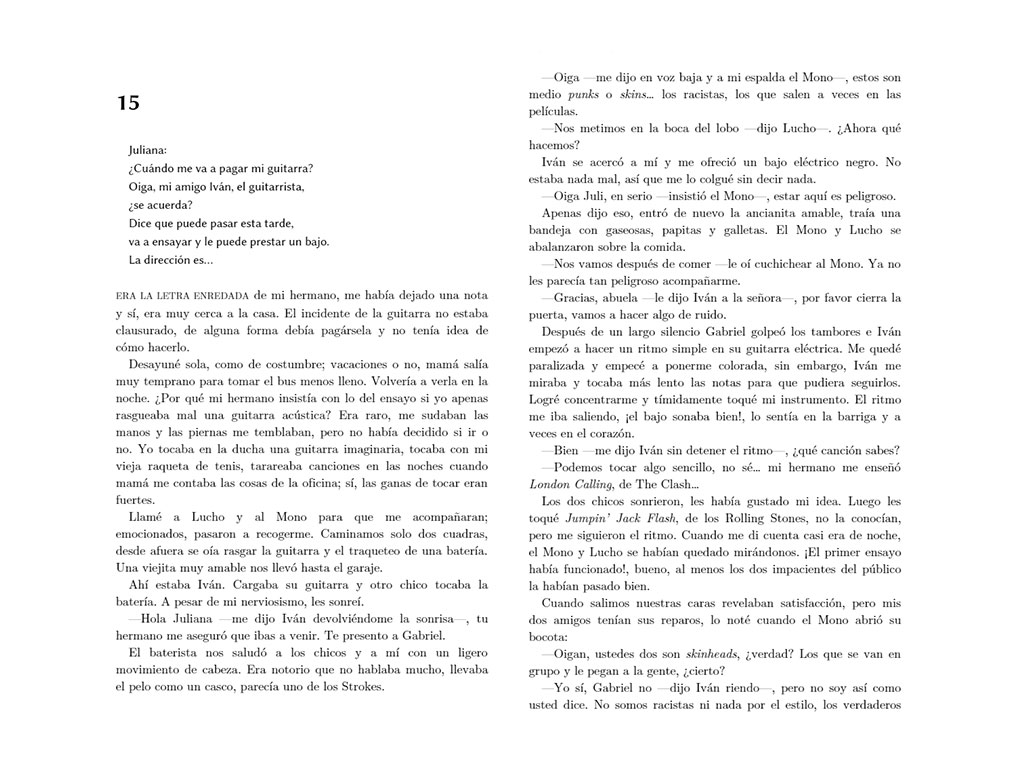 15
Juliana:
¿Cuándo me va a pagar mi guitarra?
Oiga, mi amigo Iván, el guitarrista,
¿se acuerda?
Dice que puede pasar esta tarde,
va a ensayar y le puede prestar un bajo.
La dirección es…
ERA LA LETRA ENREDADA de mi hermano, me había dejado una nota
y sí, era muy cerca a la casa. El incidente de la guitarra no estaba
clausurado, de alguna forma debía pagársela y no tenía idea de
cómo hacerlo.
Desayuné sola, como de costumbre; vacaciones o no, mamá salía
muy temprano para tomar el bus menos lleno. Volvería a verla en la
noche. ¿Por qué mi hermano insistía con lo del ensayo si yo apenas
rasgueaba mal una guitarra acústica? Era raro, me sudaban las
manos y las piernas me temblaban, pero no había decidido si ir o
no. Yo tocaba en la ducha una guitarra imaginaria, tocaba con mi
vieja raqueta de tenis, tarareaba canciones en las noches cuando
mamá me contaba las cosas de la oficina; sí, las ganas de tocar eran
fuertes.
Llamé a Lucho y al Mono para que me acompañaran;
emocionados, pasaron a recogerme. Caminamos solo dos cuadras,
desde afuera se oía rasgar la guitarra y el traqueteo de una batería.
Una viejita muy amable nos llevó hasta el garaje.
Ahí estaba Iván. Cargaba su guitarra y otro chico tocaba la
batería. A pesar de mi nerviosismo, les sonreí.
—Hola Juliana —me dijo Iván devolviéndome la sonrisa—, tu
hermano me aseguró que ibas a venir. Te presento a Gabriel.
El baterista nos saludó a los chicos y a mí con un ligero
movimiento de cabeza. Era notorio que no hablaba mucho, llevaba
el pelo como un casco, parecía uno de los Strokes.
—Oiga —me dijo en voz baja y a mi espalda el Mono—, estos son
medio punks o skins… los racistas, los que salen a veces en las
películas.
—Nos metimos en la boca del lobo —dijo Lucho—. ¿Ahora qué
hacemos?
Iván se acercó a mí y me ofreció un bajo eléctrico negro. No
estaba nada mal, así que me lo colgué sin decir nada.
—Oiga Juli, en serio —insistió el Mono—, estar aquí es peligroso.
Apenas dijo eso, entró de nuevo la ancianita amable, traía una
bandeja con gaseosas, papitas y galletas. El Mono y Lucho se
abalanzaron sobre la comida.
—Nos vamos después de comer —le oí cuchichear al Mono. Ya no
les parecía tan peligroso acompañarme.
—Gracias, abuela —le dijo Iván a la señora—, por favor cierra la
puerta, vamos a hacer algo de ruido.
Después de un largo silencio Gabriel golpeó los tambores e Iván
empezó a hacer un ritmo simple en su guitarra eléctrica. Me quedé
paralizada y empecé a ponerme colorada, sin embargo, Iván me
miraba y tocaba más lento las notas para que pudiera seguirlos.
Logré concentrarme y tímidamente toqué mi instrumento. El ritmo
me iba saliendo, ¡el bajo sonaba bien!, lo sentía en la barriga y a
veces en el corazón.
—Bien —me dijo Iván sin detener el ritmo—, ¿qué canción sabes?
—Podemos tocar algo sencillo, no sé… mi hermano me enseñó
London Calling, de The Clash…
Los dos chicos sonrieron, les había gustado mi idea. Luego les
toqué Jumpin' Jack Flash, de los Rolling Stones, no la conocían,
pero me siguieron el ritmo. Cuando me di cuenta casi era de noche,
el Mono y Lucho se habían quedado mirándonos. ¡El primer ensayo
había funcionado!, bueno, al menos los dos impacientes del público
la habían pasado bien.
Cuando salimos nuestras caras revelaban satisfacción, pero mis
dos amigos tenían sus reparos, lo noté cuando el Mono abrió su
bocota:
—Oigan, ustedes dos son skinheads, ¿verdad? Los que se van en
grupo y le pegan a la gente, ¿cierto?
—Yo sí, Gabriel no —dijo Iván riendo—, pero no soy así como
usted dice. No somos racistas ni nada por el estilo, los verdaderos